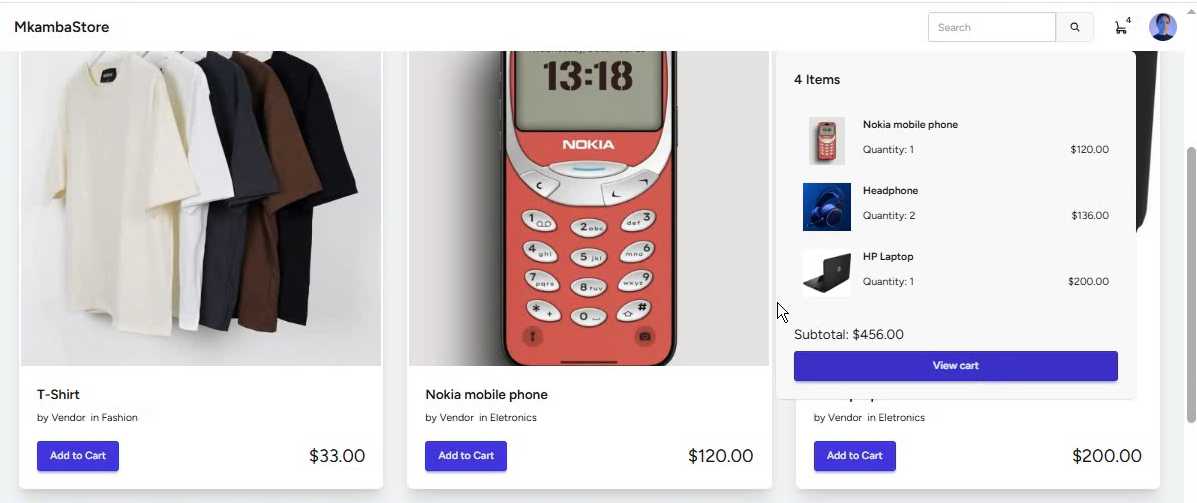 MkambaStore
Search
4
13:18
NOKIA
C
1
2 abc
def 3
4 ghi
5 jkl
mno 6
7 pqrs
8 tuv
wxyz 9
* +
0
#
4 Items
Nokia mobile phone
Quantity: 1
$120.00
Headphone
Quantity: 2
$136.00
HP Laptop
Quantity: 1
$200.00
Subtotal: $456.00
View cart
T-Shirt
by Vendor in Fashion
Add to Cart
$33.00
Nokia mobile phone
by Vendor in Eletronics
Add to Cart
$120.00
by Vendor in Eletronics
Add to Cart
$200.00